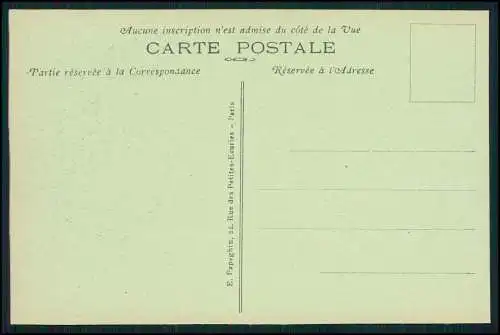 Aucune inscription n'est admise du côté de la Vue
CARTE POSTALE
Partie réservée à la Correspondance
Réservée à l'Adresse
E. Papeghin, 24, Rue des Petites-Ecuries - Paris